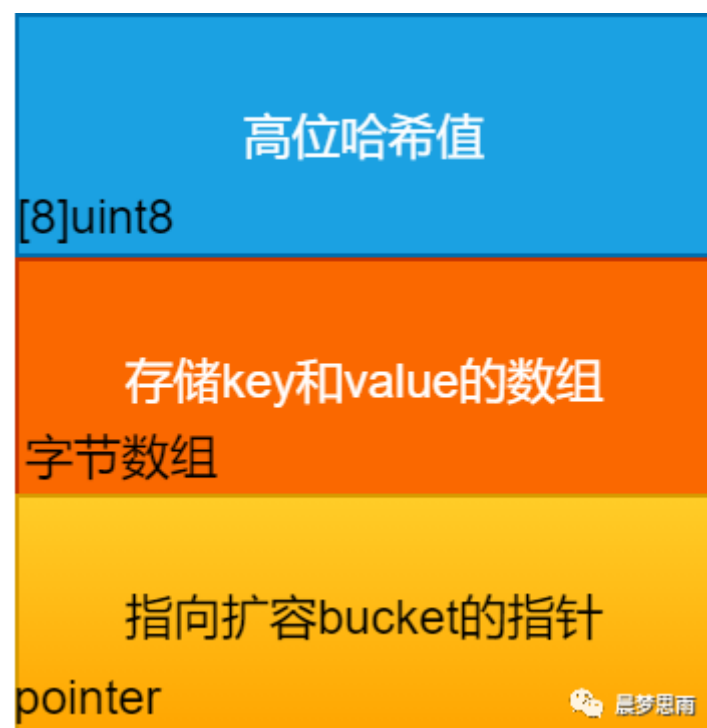 高位哈希值
[8]uint8
存储key和value的数组
字节数组
指向扩容bucket的指针
pointer
晨梦思雨